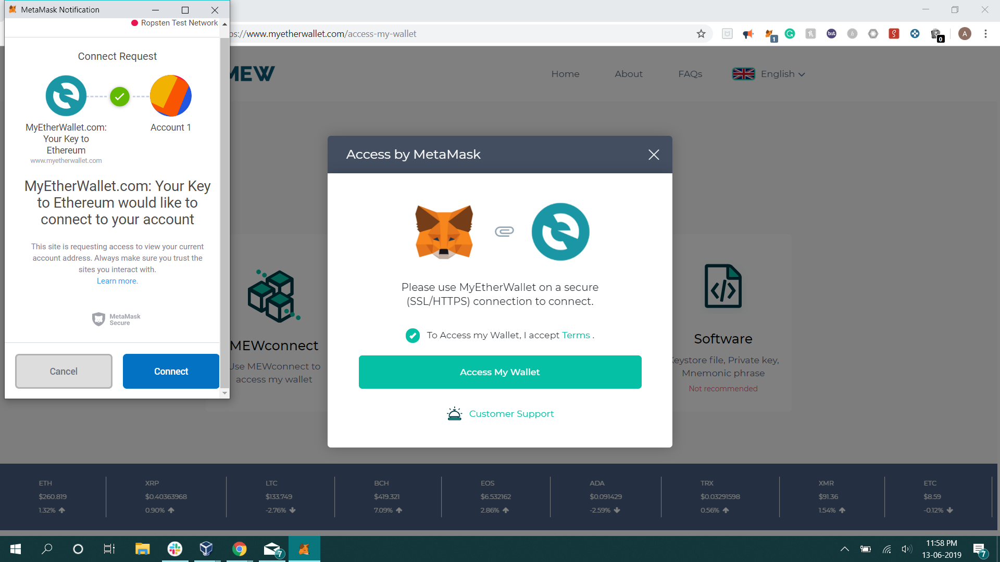 MetaMask Notification
Ropsten Test Network
Connect Request
MyEtherWallet.com:
Your Key to
Ethereum
www.myetherwallet.com
Account 1
MyEtherWallet.com: Your Key
to Ethereum would like to
connect to your account
This site is requesting access to view your current
account address. Always make sure you trust the
sites you interact with.
Learn more.
MetaMask
Secure
Cancel
Connect
ps://www.myetherwallet.com/access-my-wallet
1
bit
h
0
A
MEW
Home
About
FAQs
English
Access by MetaMask
Please use MyEtherWallet on a secure
(SSL/HTTPS) connection to connect.
To Access my Wallet, I accept Terms .
Access My Wallet
Customer Support
MEWconnect
Use MEWconnect to
access my wallet
Software
Keystore file, Private key,
Mnemonic phrase
Not recommended
ETH
$260.819
1.32%
XRP
$0.40363968
0.90%
LTC
$133.749
-2.76%
BCH
$419.321
7.09%
EOS
$6.532162
2.86%
ADA
$0.091429
-2.59%
TRX
$0.03291598
0.56%
XMR
$91.36
1.54%
ETC
$8.59
-0.12%
7
11:58 PM
13-06-2019
7